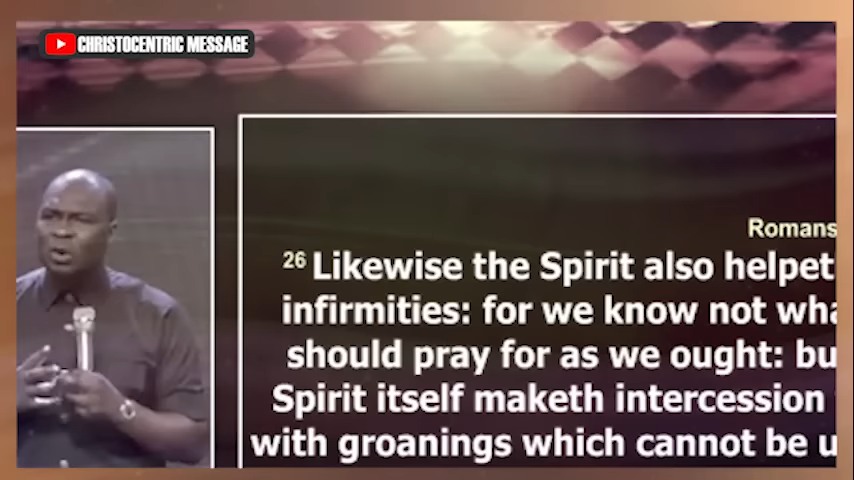 CHRISTOCENTRIC MESSAGE
Romans
26 Likewise the Spirit also helpet
infirmities: for we know not wha
should pray for as we ought: bu
Spirit itself maketh intercession
with groanings which cannot be u